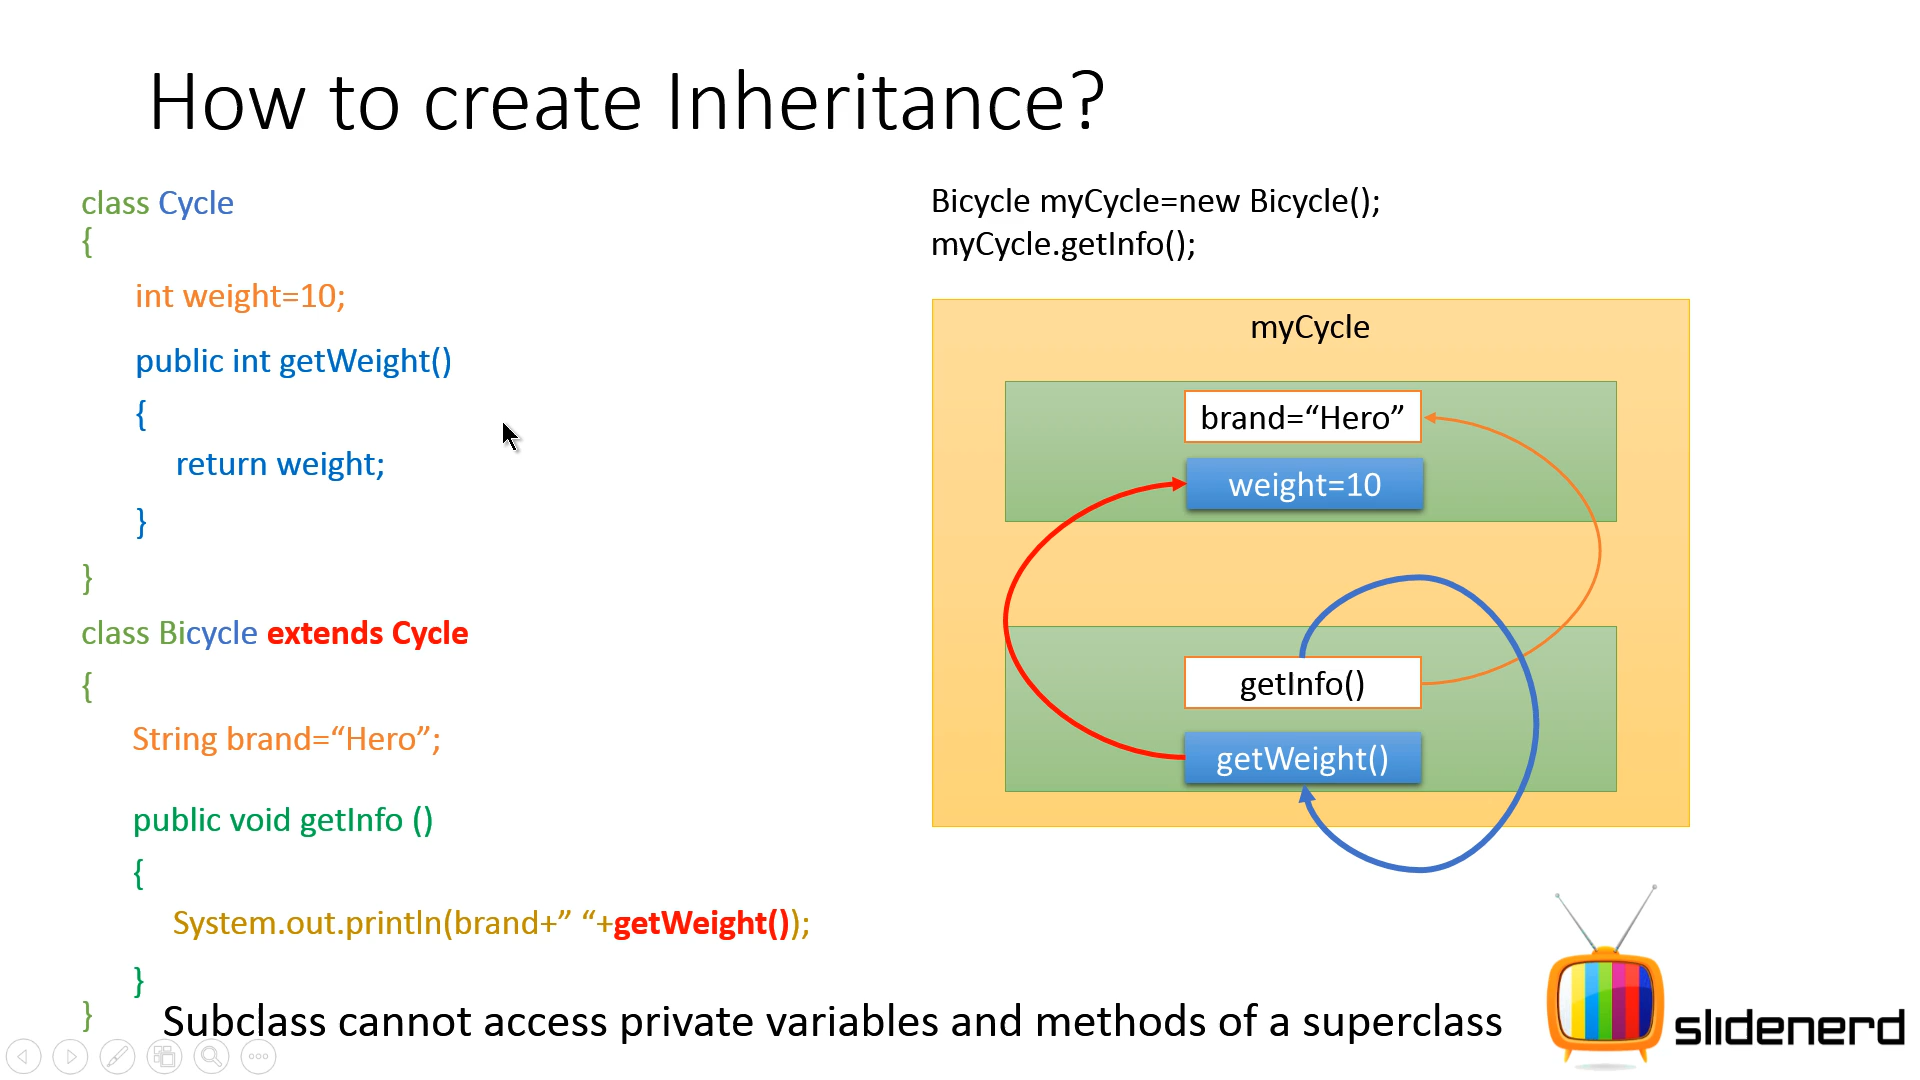 How to create Inheritance?
class Cycle
{
int weight=10;
public int getWeight()
{
return weight;
}
}
class Bicycle extends Cycle
{
String brand=“Hero”;
public void getInfo ()
{
System.out.println(brand+” “+getWeight());
}
}
Bicycle myCycle=new Bicycle();
myCycle.getInfo();
myCycle
brand=“Hero”
weight=10
getInfo()
getWeight()
Subclass cannot access private variables and methods of a superclass
slidenerd